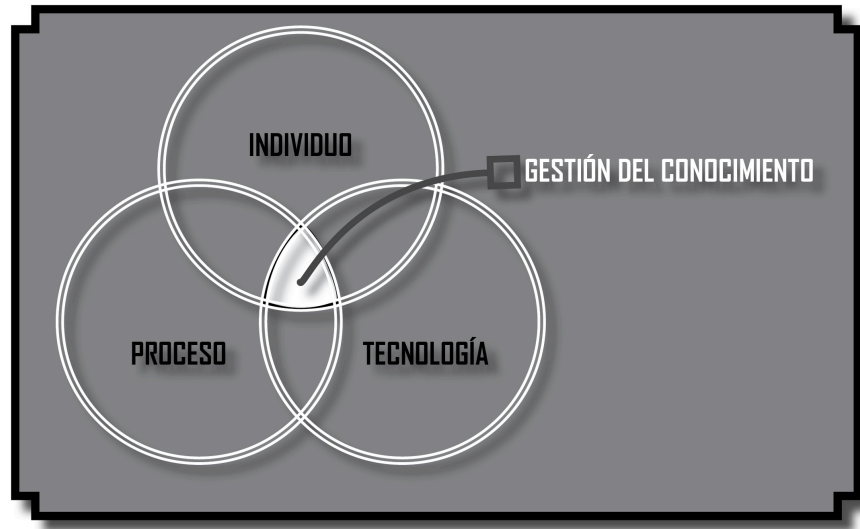 INDIVIDUO
GESTIÓN DEL CONOCIMIENTO
PROCESO
TECNOLOGÍA